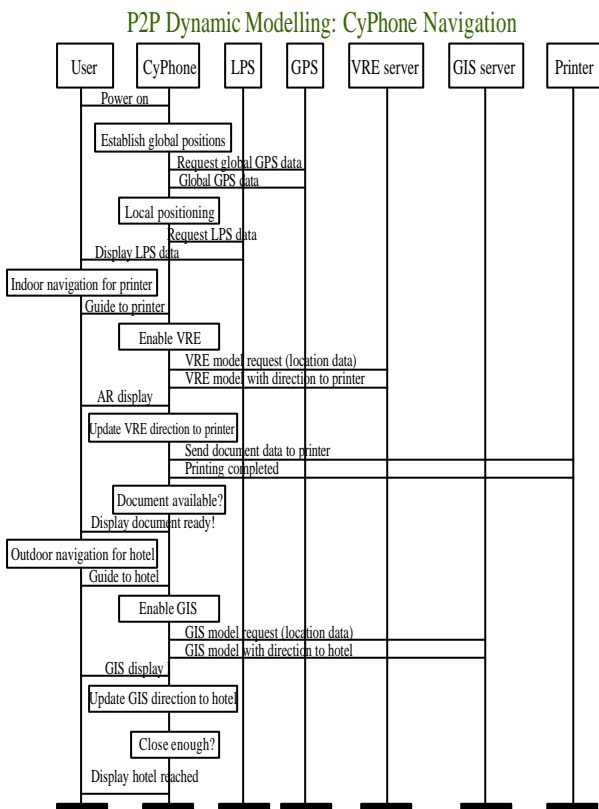 P2P Dynamic Modelling: CyPhone Navigation
User
CyPhone
LPS
GPS
VRE server
GIS server
Printer
Power on
Establish global positions
Request global GPS data
Global GPS data
Local positioning
Request LPS data
Display LPS data
Indoor navigation for printer
Guide to printer
Enable VRE
VRE model request (location data)
VRE model with direction to printer
AR display
Update VRE direction to printer
Send document data to printer
Printing completed
Document available?
Display document ready!
Outdoor navigation for hotel
Guide to hotel
Enable GIS
GIS model request (location data)
GIS model with direction to hotel
GIS display
Update GIS direction to hotel
Close enough?
Display hotel reached